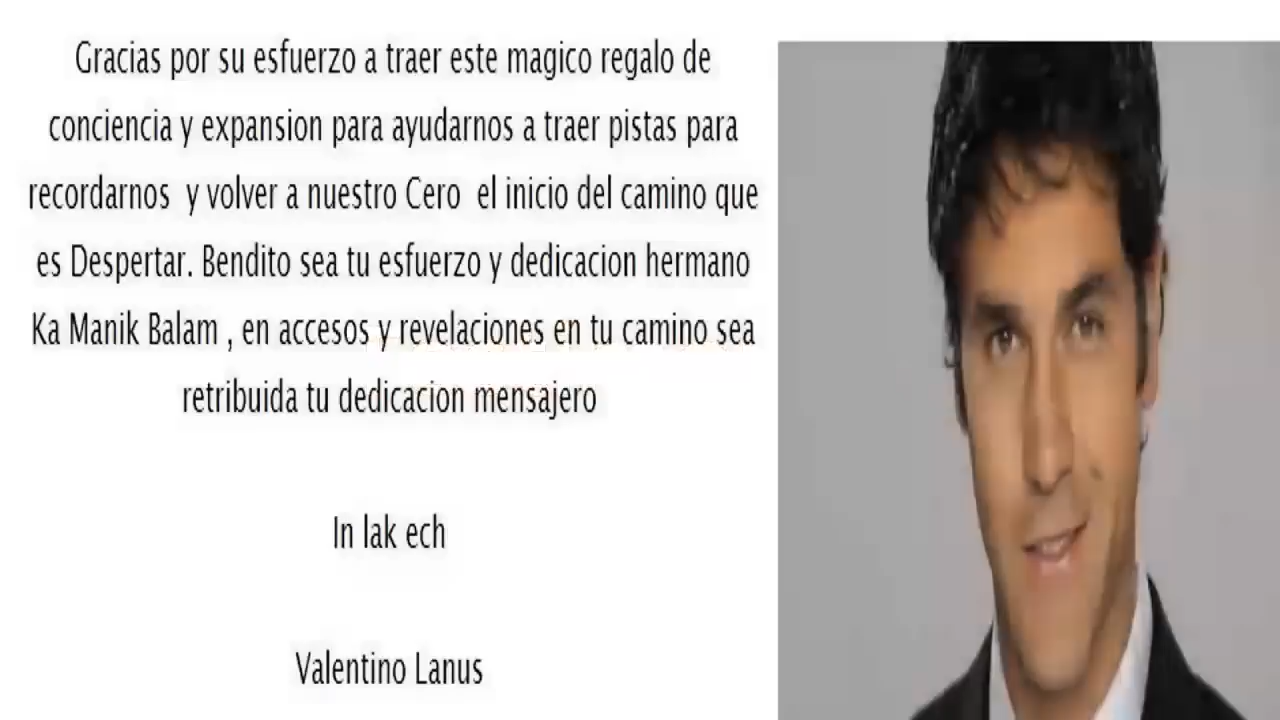 Gracias por su esfuerzo a traer este magico regalo de
conciencia y expansion para ayudarnos a traer pistas para
recordarnos y volver a nuestro Cero el inicio del camino que
es Despertar. Bendito sea tu esfuerzo y dedicacion hermano
Ka Manik Balam , en accesos y revelaciones en tu camino sea
retribuida tu dedicacion mensajero
In lak ech
Valentino Lanus